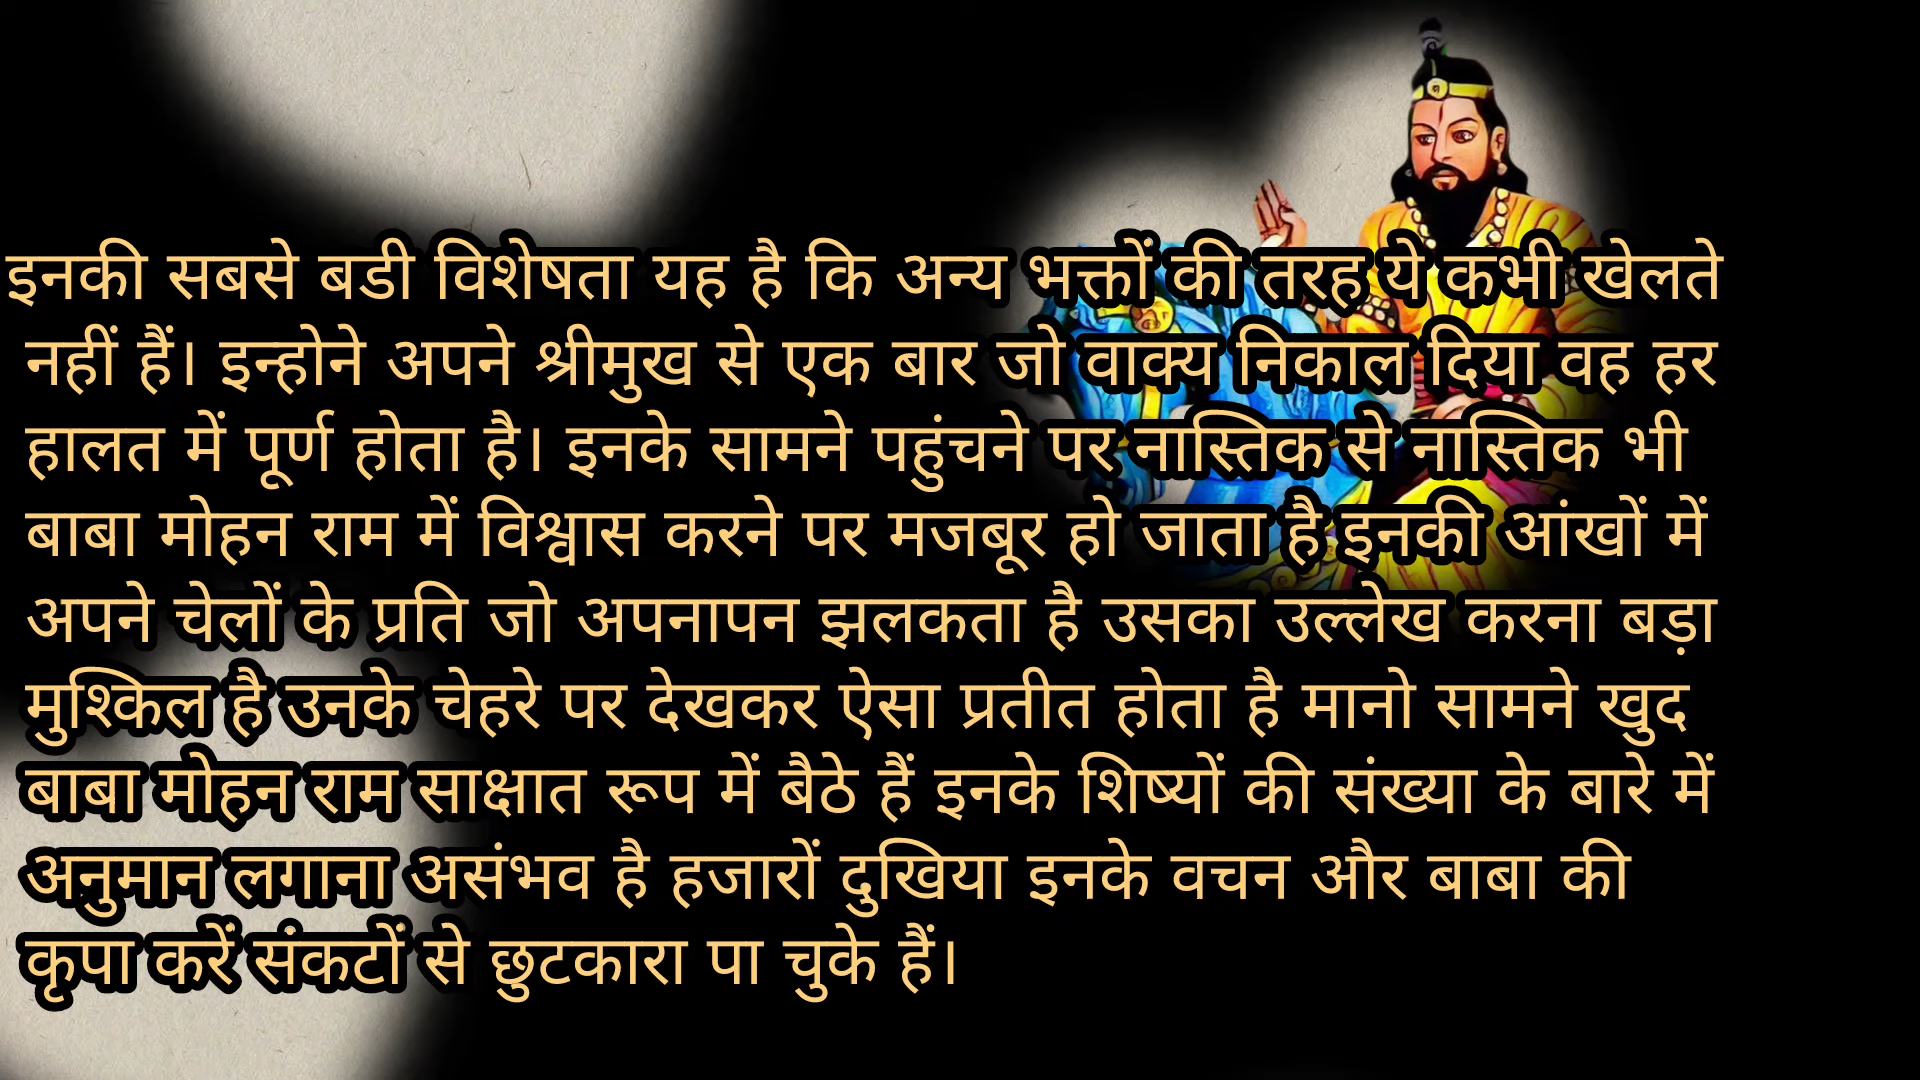 इनकी सबसे बडी विशेषता यह है कि अन्य भक्तों की तरह ये कभी खेलते
नहीं हैं। इन्होने अपने श्रीमुख से एक बार जो वाक्य निकाल दिया वह हर
हालत में पूर्ण होता है। इनके सामने पहुंचने पर नास्तिक से नास्तिक भी
बाबा मोहन राम में विश्वास करने पर मजबूर हो जाता है इनकी आंखों में
अपने चेलों के प्रति जो अपनापन झलकता है उसका उल्लेख करना बड़ा
मुश्किल है उनके चेहरे पर देखकर ऐसा प्रतीत होता है मानो सामने खुद
बाबा मोहन राम साक्षात रूप में बैठे हैं इनके शिष्यों की संख्या के बारे में
अनुमान लगाना असंभव है हजारों दुखिया इनके वचन और बाबा की
कृपा करें संकटों से छुटकारा पा चुके हैं।